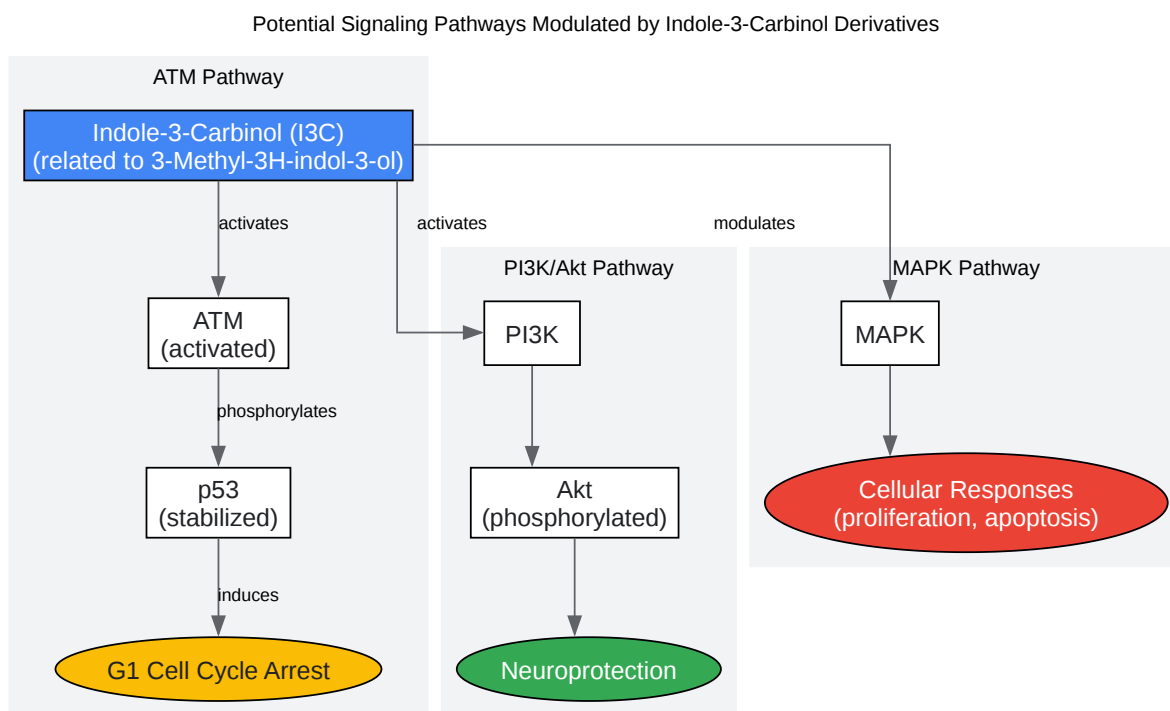 Potential Signaling Pathways Modulated by Indole-3-Carbinol Derivatives
ATM Pathway
Indole-3-Carbinol (I3C)
(related to 3-Methyl-3H-indol-3-ol)
activates
activates
modulates
PI3K/Akt Pathway
MAPK Pathway
ATM
(activated)
PI3K
MAPK
phosphorylates
p53
(stabilized)
Akt
(phosphorylated)
Cellular Responses
(proliferation, apoptosis)
induces
G1 Cell Cycle Arrest
Neuroprotection